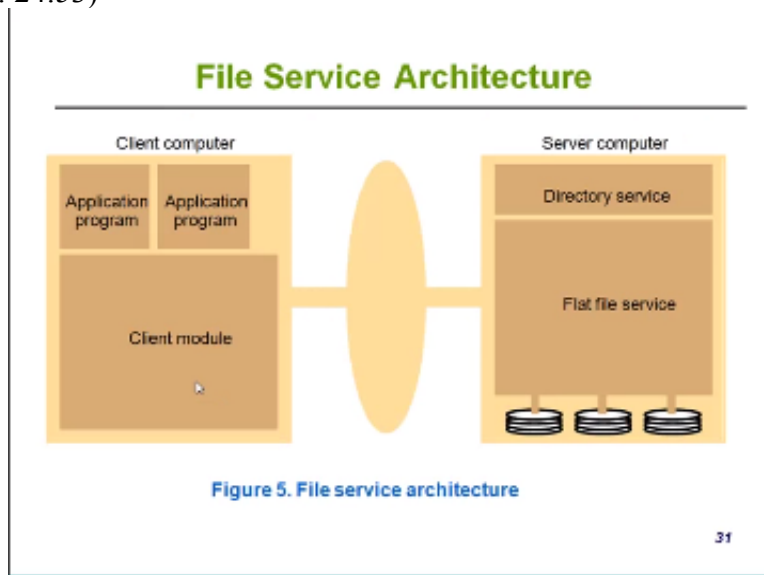 File Service Architecture
Client computer
Server computer
Application program
Application program
Client module
Directory service
Flat file service
Figure 5. File service architecture
31